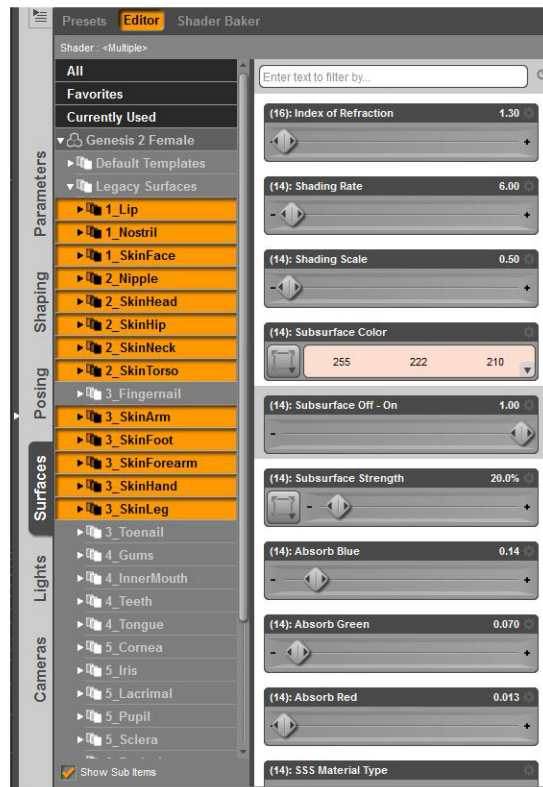 Presets Editor Shader Baker
Shader : <Multiple>
Parameters
Shaping
Posing
Surfaces
Lights
Cameras
All
Favorites
Currently Used
Genesis 2 Female
Default Templates
Legacy Surfaces
1_Lip
1_Nostril
1_SkinFace
2_Nipple
2_SkinHead
2_SkinHip
2_SkinNeck
2_SkinTorso
3_Fingernail
3_SkinArm
3_SkinFoot
3_SkinForearm
3_SkinHand
3_SkinLeg
3_Toenail
4_Gums
4_InnerMouth
4_Teeth
4_Tongue
5_Cornea
5_Iris
5_Lacrimal
5_Pupil
5_Sclera
Show Sub Items
Enter text to filter by...
(16): Index of Refraction 1.30
- +
(14): Shading Rate 6.00
- +
(14): Shading Scale 0.50
- +
(14): Subsurface Color
255 222 210
(14): Subsurface Off - On 1.00
-
(14): Subsurface Strength 20.0%
- +
(14): Absorb Blue 0.14
- +
(14): Absorb Green 0.070
- +
(14): Absorb Red 0.013
- +
(14): SSS Material Type